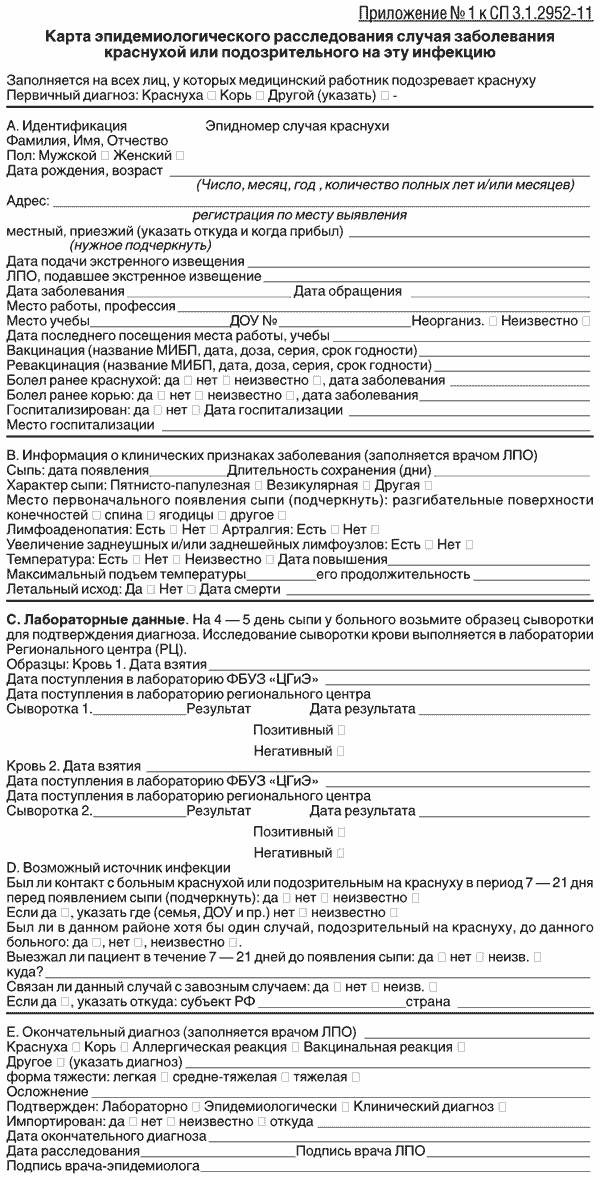 Приложение № 1 к СП 3.1.2952-11
Карта эпидемиологического расследования случая заболевания
краснухой или подозрительного на эту инфекцию
Заполняется на всех лиц, у которых медицинский работник подозревает краснуху
Первичный диагноз: Краснуха □ Корь □ Другой (указать) □ -
А. Идентификация Эпидномер случая краснухи
Фамилия, Имя, Отчество
Пол: Мужской □ Женский □
Дата рождения, возраст
(Число, месяц, год , количество полных лет и/или месяцев)
Адрес:
регистрация по месту выявления
местный, приезжий (указать откуда и когда прибыл)
(нужное подчеркнуть)
Дата подачи экстренного извещения
ЛПО, подавшее экстренное извещение
Дата заболевания Дата обращения
Место работы, профессия
Место учебы ДОУ № Неорганиз. □ Неизвестно □
Дата последнего посещения места работы, учебы
Вакцинация (название МИБП, дата, доза, серия, срок годности)
Ревакцинация (название МИБП, дата, доза, серия, срок годности)
Болел ранее краснухой: да □ нет □ неизвестно □, дата заболевания
Болел ранее корью: да □ нет □ неизвестно □, дата заболевания
Госпитализирован: да □ нет □ Дата госпитализации
Место госпитализации
В. Информация о клинических признаках заболевания (заполняется врачом ЛПО)
Сыпь: дата появления Длительность сохранения (дни)
Характер сыпи: Пятнисто-папулезная □ Везикулярная □ Другая □
Место первоначального появления сыпи (подчеркнуть): разгибательные поверхности
конечностей □ спина □ ягодицы □ другое □
Лимфоаденопатия: Есть □ Нет □ Артралгия: Есть □ Нет □
Увеличение заднеушных и/или заднешейных лимфоузлов: Есть □ Нет □
Температура: Есть □ Нет □ Неизвестно □ Дата повышения
Максимальный подъем температуры его продолжительность
Летальный исход: Да □ Нет □ Дата смерти
С. Лабораторные данные. На 4 — 5 день сыпи у больного возьмите образец сыворотки
для подтверждения диагноза. Исследование сыворотки крови выполняется в лаборатории
Регионального центра (РЦ).
Образцы: Кровь 1. Дата взятия
Дата поступления в лабораторию ФБУЗ «ЦГиЭ»
Дата поступления в лабораторию регионального центра
Сыворотка 1. Результат Дата результата
Позитивный □
Негативный □
Кровь 2. Дата взятия
Дата поступления в лабораторию ФБУЗ «ЦГиЭ»
Дата поступления в лабораторию регионального центра
Сыворотка 2. Результат Дата результата
Позитивный □
Негативный □
D. Возможный источник инфекции
Был ли контакт с больным краснухой или подозрительным на краснуху в период 7 — 21 дня
перед появлением сыпи (подчеркнуть): да □ нет □ неизвестно □
Если да □, указать где (семья, ДОУ и пр.) нет □ неизвестно □
Был ли в данном районе хотя бы один случай, подозрительный на краснуху, до данного
больного: да □, нет □, неизвестно □.
Выезжал ли пациент в течение 7 — 21 дней до появления сыпи: да □ нет □ неизв. □
куда?
Связан ли данный случай с завозным случаем: да □ нет □ неизв. □
Если да □, указать откуда: субъект РФ страна
Е. Окончательный диагноз (заполняется врачом ЛПО)
Краснуха □ Корь □ Аллергическая реакция □ Вакцинальная реакция □
Другое □ (указать диагноз)
форма тяжести: легкая □ средне-тяжелая □ тяжелая □
Осложнение
Подтвержден: Лабораторно □ Эпидемиологически □ Клинический диагноз □
Импортирован: да □ нет □ неизвестно □ откуда
Дата окончательного диагноза
Дата расследования Подпись врача ЛПО
Подпись врача-эпидемиолога